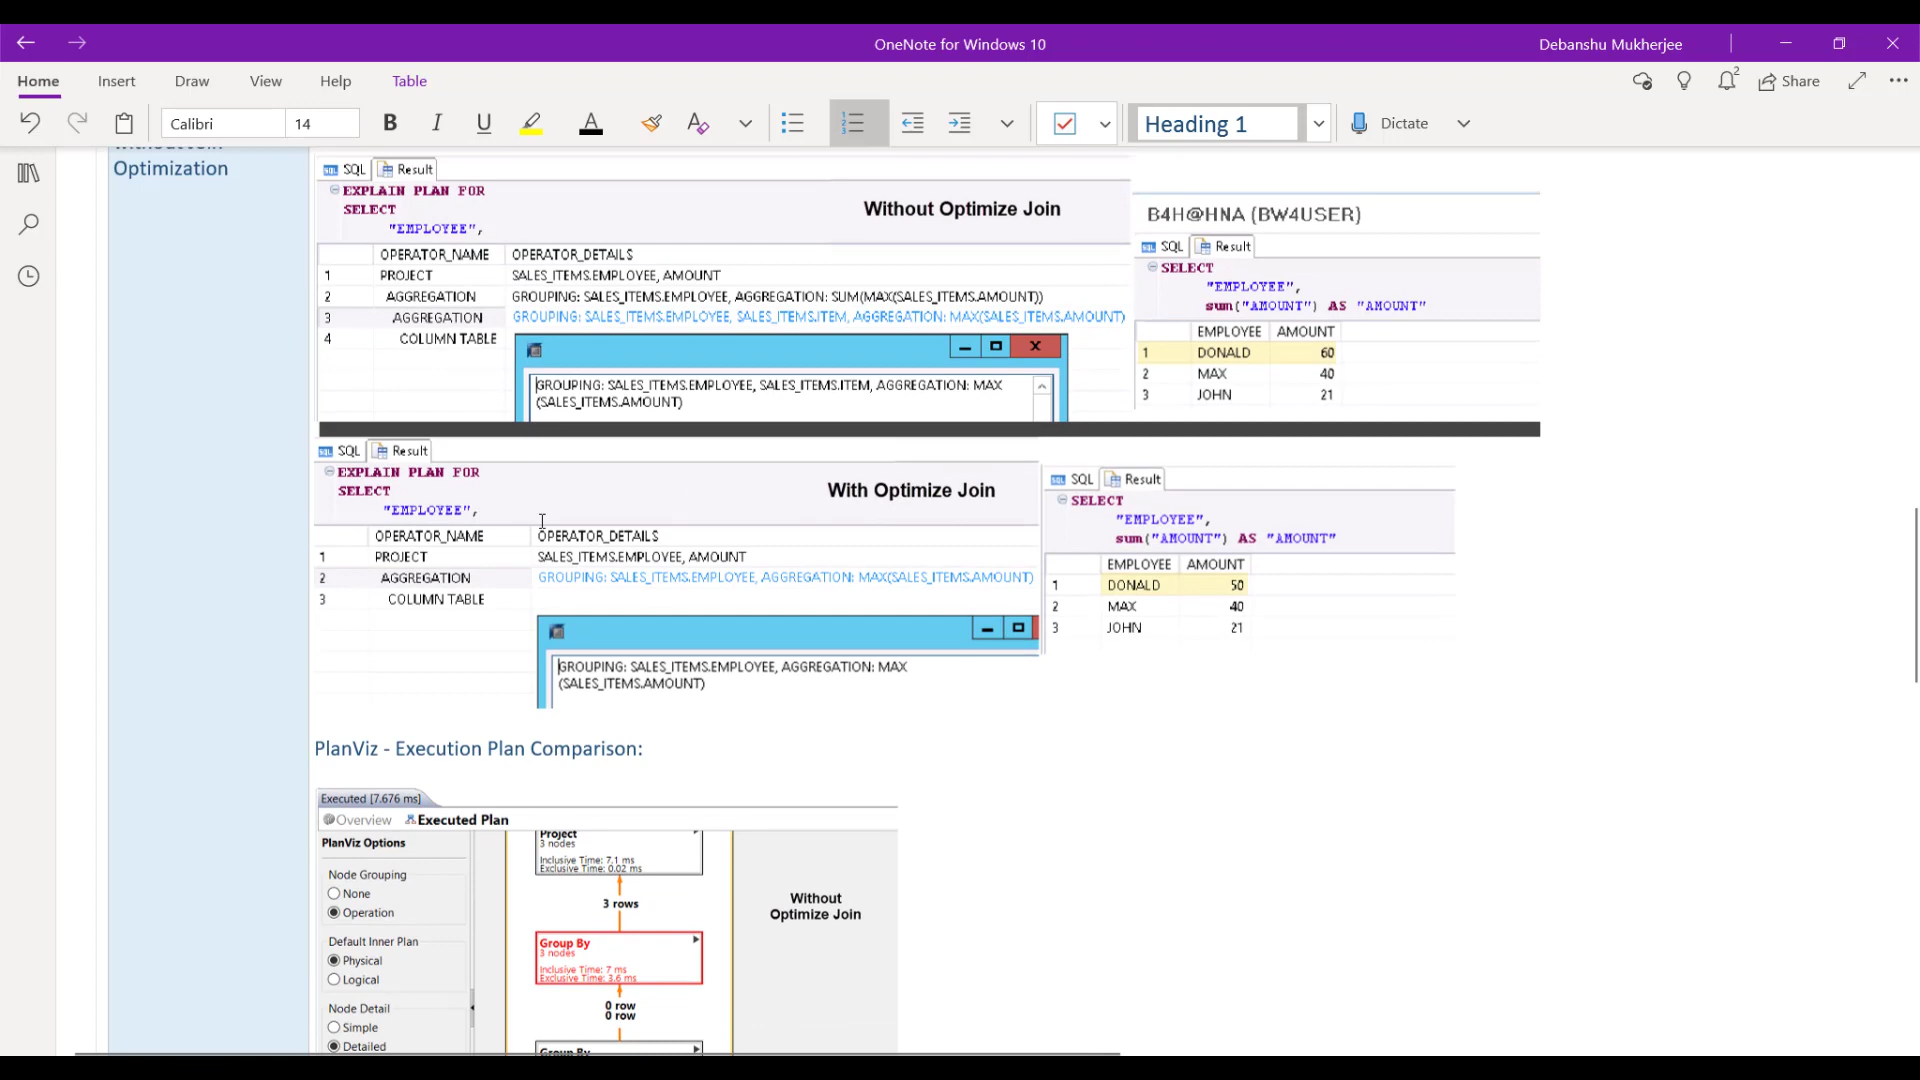 OneNote for Windows 10
Debanshu Mukherjee
Home Insert Draw View Help Table
2
Share
Calibri 14 B I U A Heading 1 Dictate
Without Join
Optimization
SQL Result
EXPLAIN PLAN FOR
SELECT
"EMPLOYEE",
Without Optimize Join
OPERATOR_NAME OPERATOR_DETAILS
1 PROJECT SALES_ITEMS.EMPLOYEE, AMOUNT
2 AGGREGATION GROUPING: SALES_ITEMS.EMPLOYEE, AGGREGATION: SUM(MAX(SALES_ITEMS.AMOUNT))
3 AGGREGATION GROUPING: SALES_ITEMS.EMPLOYEE, SALES_ITEMS.ITEM, AGGREGATION: MAX(SALES_ITEMS.AMOUNT)
4 COLUMN TABLE
GROUPING: SALES_ITEMS.EMPLOYEE, SALES_ITEMS.ITEM, AGGREGATION: MAX
(SALES_ITEMS.AMOUNT)
B4H@HNA (BW4USER)
SQL Result
SELECT
"EMPLOYEE",
sum("AMOUNT") AS "AMOUNT"
EMPLOYEE AMOUNT
1 DONALD 60
2 MAX 40
3 JOHN 21
SQL Result
EXPLAIN PLAN FOR
SELECT
"EMPLOYEE",
With Optimize Join
OPERATOR_NAME OPERATOR_DETAILS
1 PROJECT SALES_ITEMS.EMPLOYEE, AMOUNT
2 AGGREGATION GROUPING: SALES_ITEMS.EMPLOYEE, AGGREGATION: MAX(SALES_ITEMS.AMOUNT)
3 COLUMN TABLE
GROUPING: SALES_ITEMS.EMPLOYEE, AGGREGATION: MAX
(SALES_ITEMS.AMOUNT)
SQL Result
SELECT
"EMPLOYEE",
sum("AMOUNT") AS "AMOUNT"
EMPLOYEE AMOUNT
1 DONALD 50
2 MAX 40
3 JOHN 21
PlanViz - Execution Plan Comparison:
Executed [7.676 ms]
Overview Executed Plan
PlanViz Options
Node Grouping
None
Operation
Default Inner Plan
Physical
Logical
Node Detail
Simple
Detailed
Project
3 nodes
Inclusive Time: 7.1 ms
Exclusive Time: 0.02 ms
3 rows
Group By
3 nodes
Inclusive Time: 7 ms
Exclusive Time: 3.6 ms
0 row
0 row
Group By
Without
Optimize Join